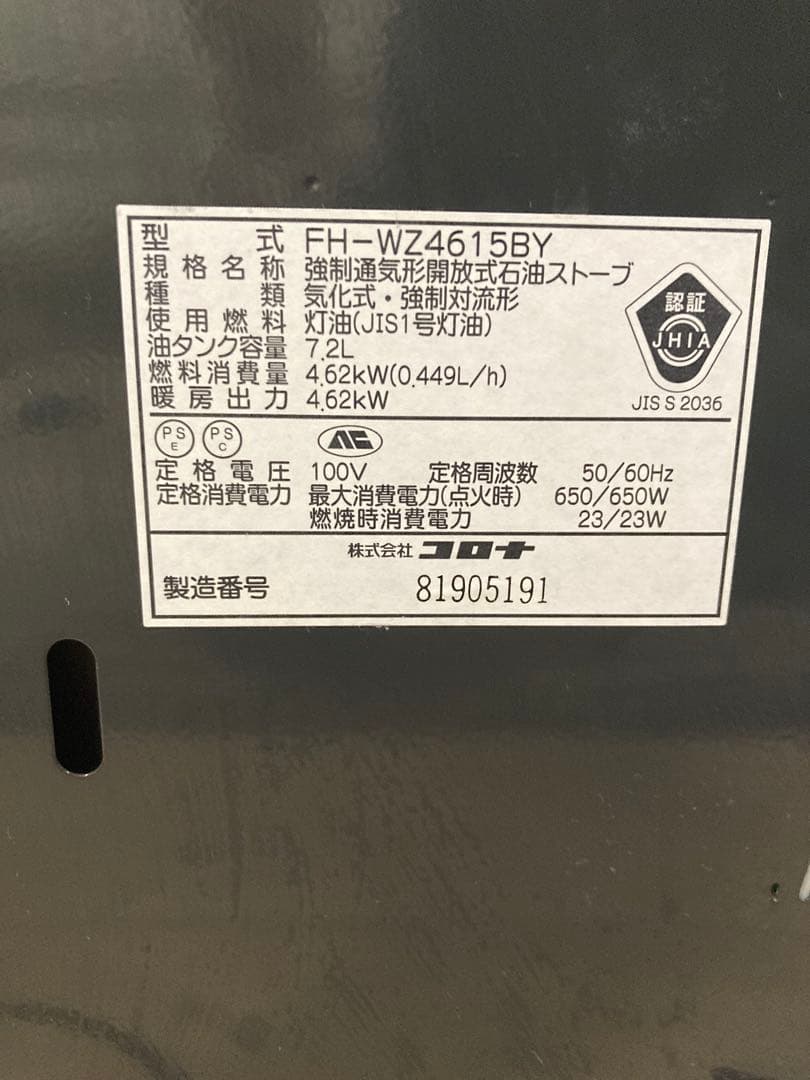 型式 FH-WZ4615BY
規格名称 強制通気形開放式石油ストーブ
種類 気化式・強制対流形
使用燃料 灯油(JIS1号灯油)
油タンク容量 7.2L
燃料消費量 4.62kW(0.449L/h)
暖房出力 4.62kW
認証
JHIA
JIS S 2036
PS E PS C
定格電圧 100V 定格周波数 50/60Hz
定格消費電力 最大消費電力(点火時) 650/650W
燃焼時消費電力 23/23W
株式会社 コロナ
製造番号 81905191